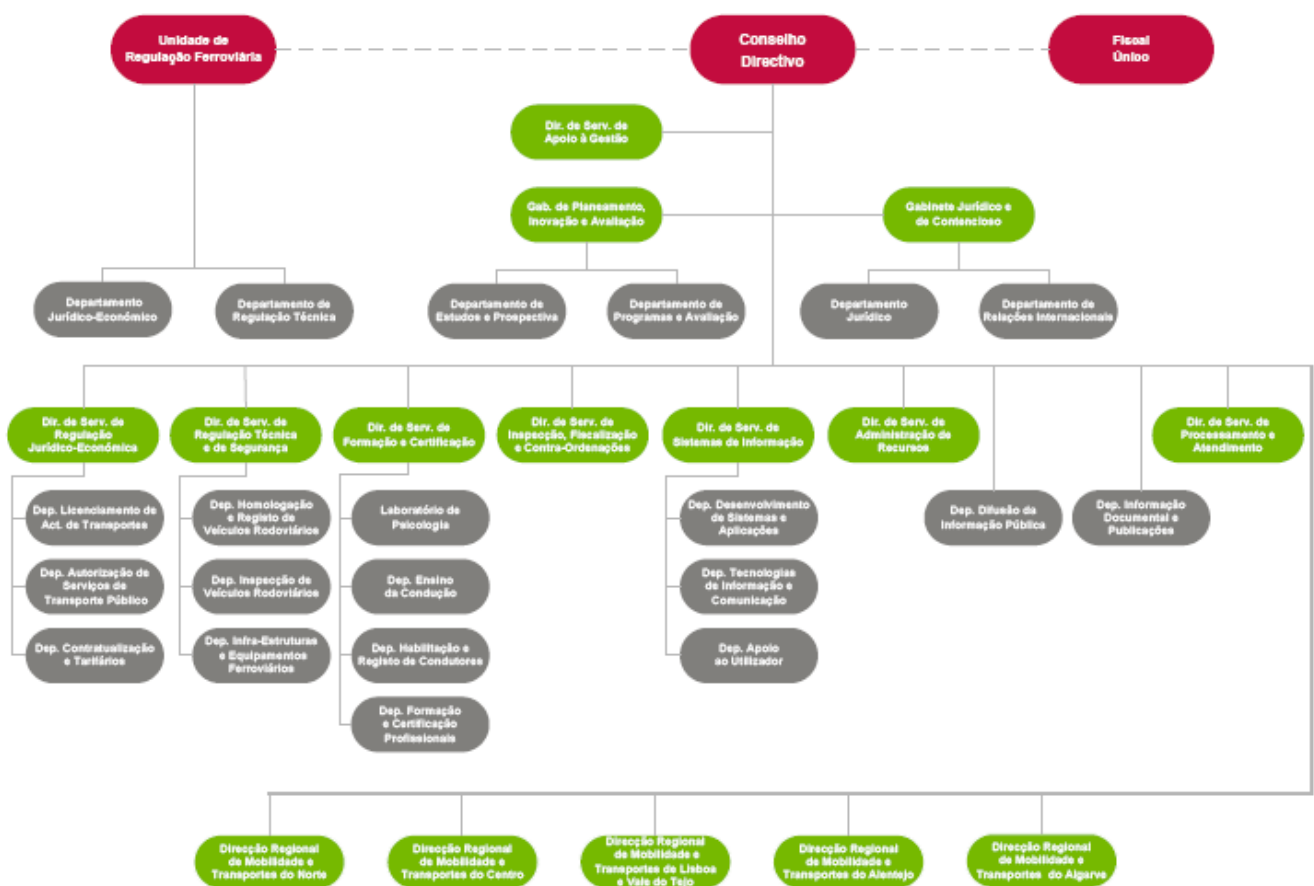 Unidade de
Regulação Ferroviária
Conselho
Directivo
Fiscal
Único
Dir. de Serv. de
Apoio à Gestão
Gab. de Planeamento,
Inovação e Avaliação
Gabinete Jurídico e
de Contencioso
Departamento
Jurídico-Económico
Departamento de
Regulação Técnica
Departamento de
Estudos e Prospectiva
Departamento de
Programas e Avaliação
Departamento
Jurídico
Departamento de
Relações Internacionais
Dir. de Serv. de
Regulação
Jurídico-Económica
Dir. de Serv. de
Regulação Técnica
e de Segurança
Dir. de Serv. de
Formação e Certificação
Dir. de Serv. de
Inspecção, Fiscalização
e Contra-Ordenações
Dir. de Serv. de
Sistemas de Informação
Dir. de Serv. de
Administração de
Recursos
Dir. de Serv. de
Processamento e
Atendimento
Dep. Licenciamento de
Act. de Transportes
Dep. Homologação
e Registo de
Veículos Rodoviários
Laboratório de
Psicologia
Dep. Desenvolvimento
de Sistemas e
Aplicações
Dep. Difusão da
Informação Pública
Dep. Informação
Documental e
Publicações
Dep. Autorização de
Serviços de
Transporte Público
Dep. Inspecção de
Veículos Rodoviários
Dep. Ensino
da Condução
Dep. Tecnologias
de Informação e
Comunicação
Dep. Contratualização
e Tarifários
Dep. Infra-Estruturas
e Equipamentos
Ferroviários
Dep. Habilitação e
Registo de Condutores
Dep. Apoio
ao Utilizador
Dep. Formação
e Certificação
Profissionais
Direcção Regional
de Mobilidade e
Transportes do Norte
Direcção Regional
de Mobilidade e
Transportes do Centro
Direcção Regional
de Mobilidade e
Transportes de Lisboa
e Vale do Tejo
Direcção Regional
de Mobilidade e
Transportes do Alentejo
Direcção Regional
de Mobilidade e
Transportes do Algarve